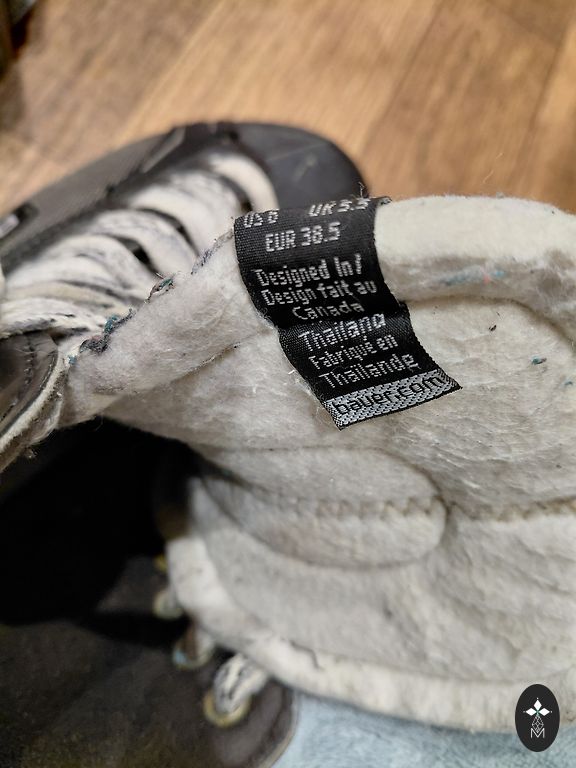 US 6 UK 5.5
EUR 38.5
Designed In/
Design fait au
Canada
Thailand
Fabriqué en
Thaïlande
bauer.com
M